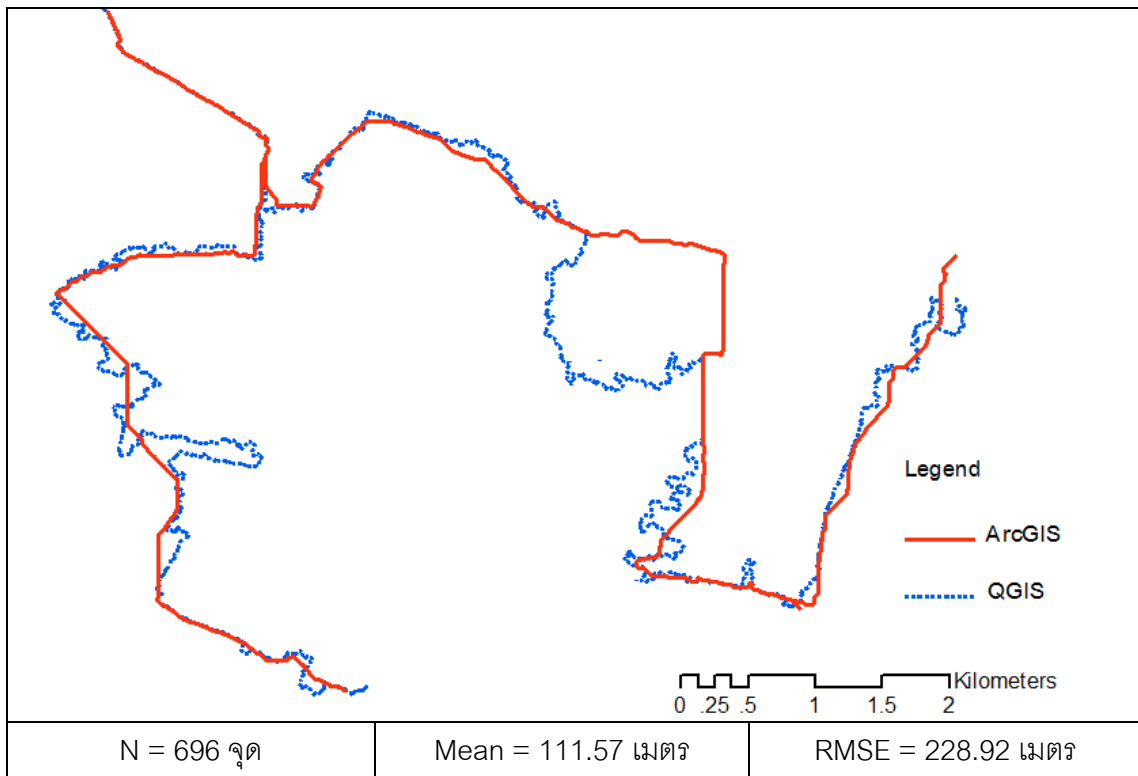 Legend
ArcGIS
QGIS
Kilometers
0 .25 .5 1 1.5 2
N = 696 จุด
Mean = 111.57 เมตร
RMSE = 228.92 เมตร